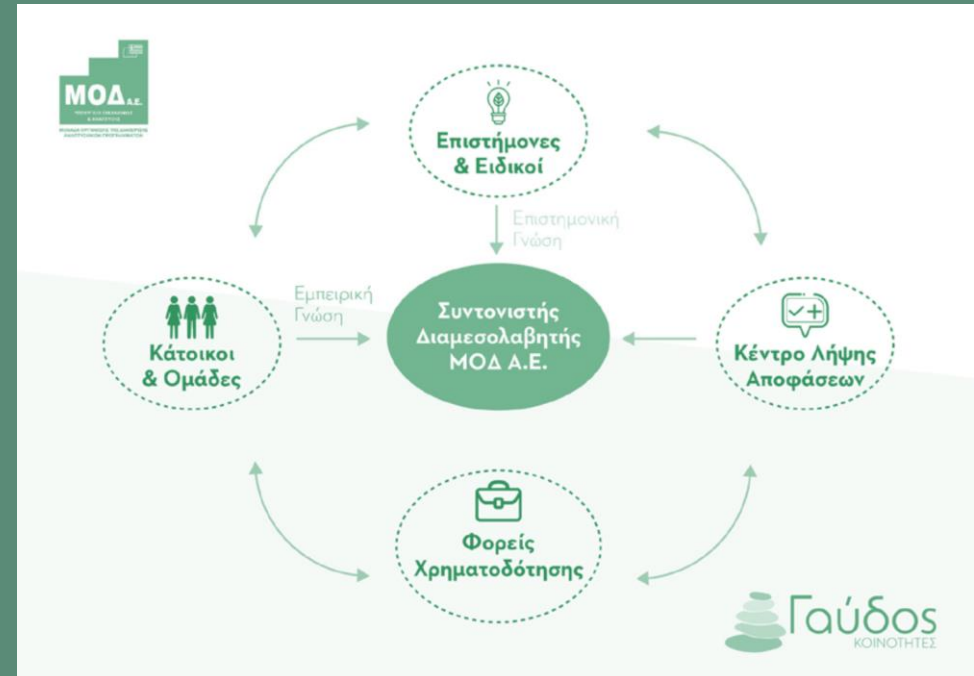 ΜΟΔ Α.Ε.
Επιστήμονες
& Ειδικοί
Επιστημονική
Γνώση
Εμπειρική
Γνώση
Κάτοικοι
& Ομάδες
Συντονιστής
Διαμεσολαβητής
ΜΟΔ Α.Ε.
Κέντρο Λήψης
Αποφάσεων
Φορείς
Χρηματοδότησης
Γαύδος
ΚΟΙΝΟΤΗΤΕΣ